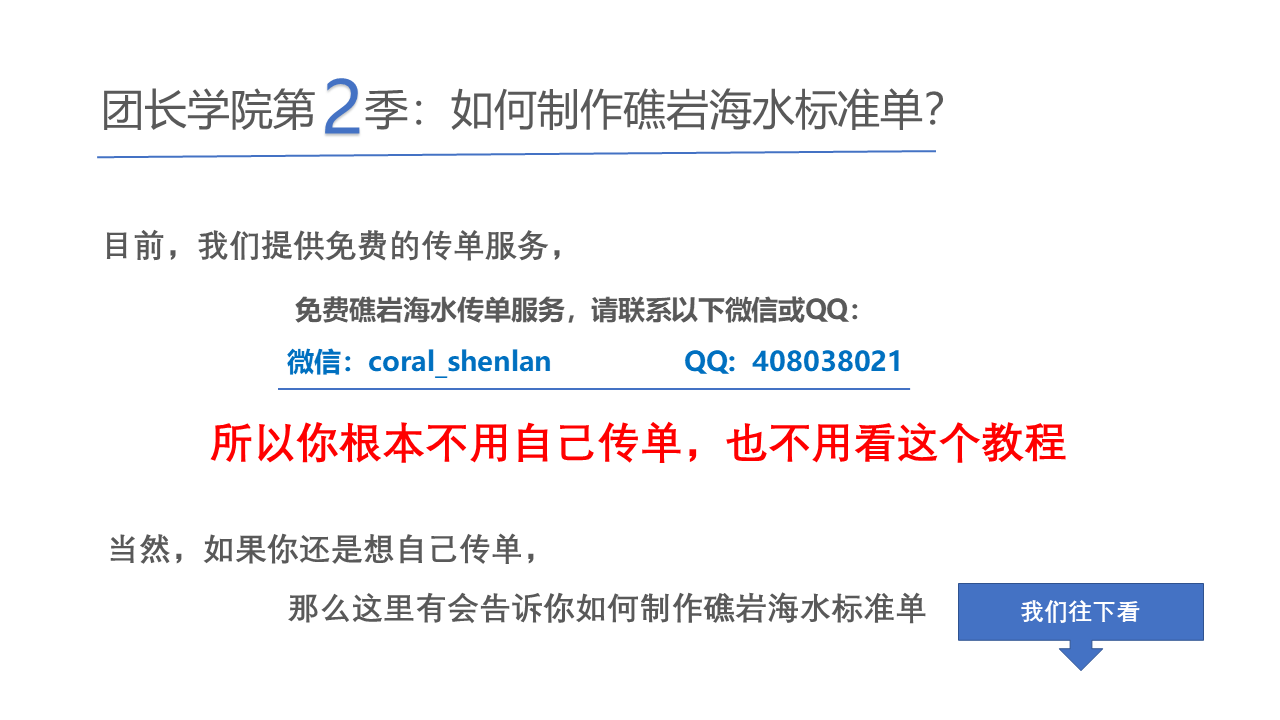 团长学院第2季：如何制作礁岩海水标准单？
目前，我们提供免费的传单服务，
免费礁岩海水传单服务，请联系以下微信或QQ：
微信：coral_shenlan QQ：408038021
所以你根本不用自己传单，也不用看这个教程
当然，如果你还是想自己传单，
那么这里有会告诉你如何制作礁岩海水标准单
我们往下看